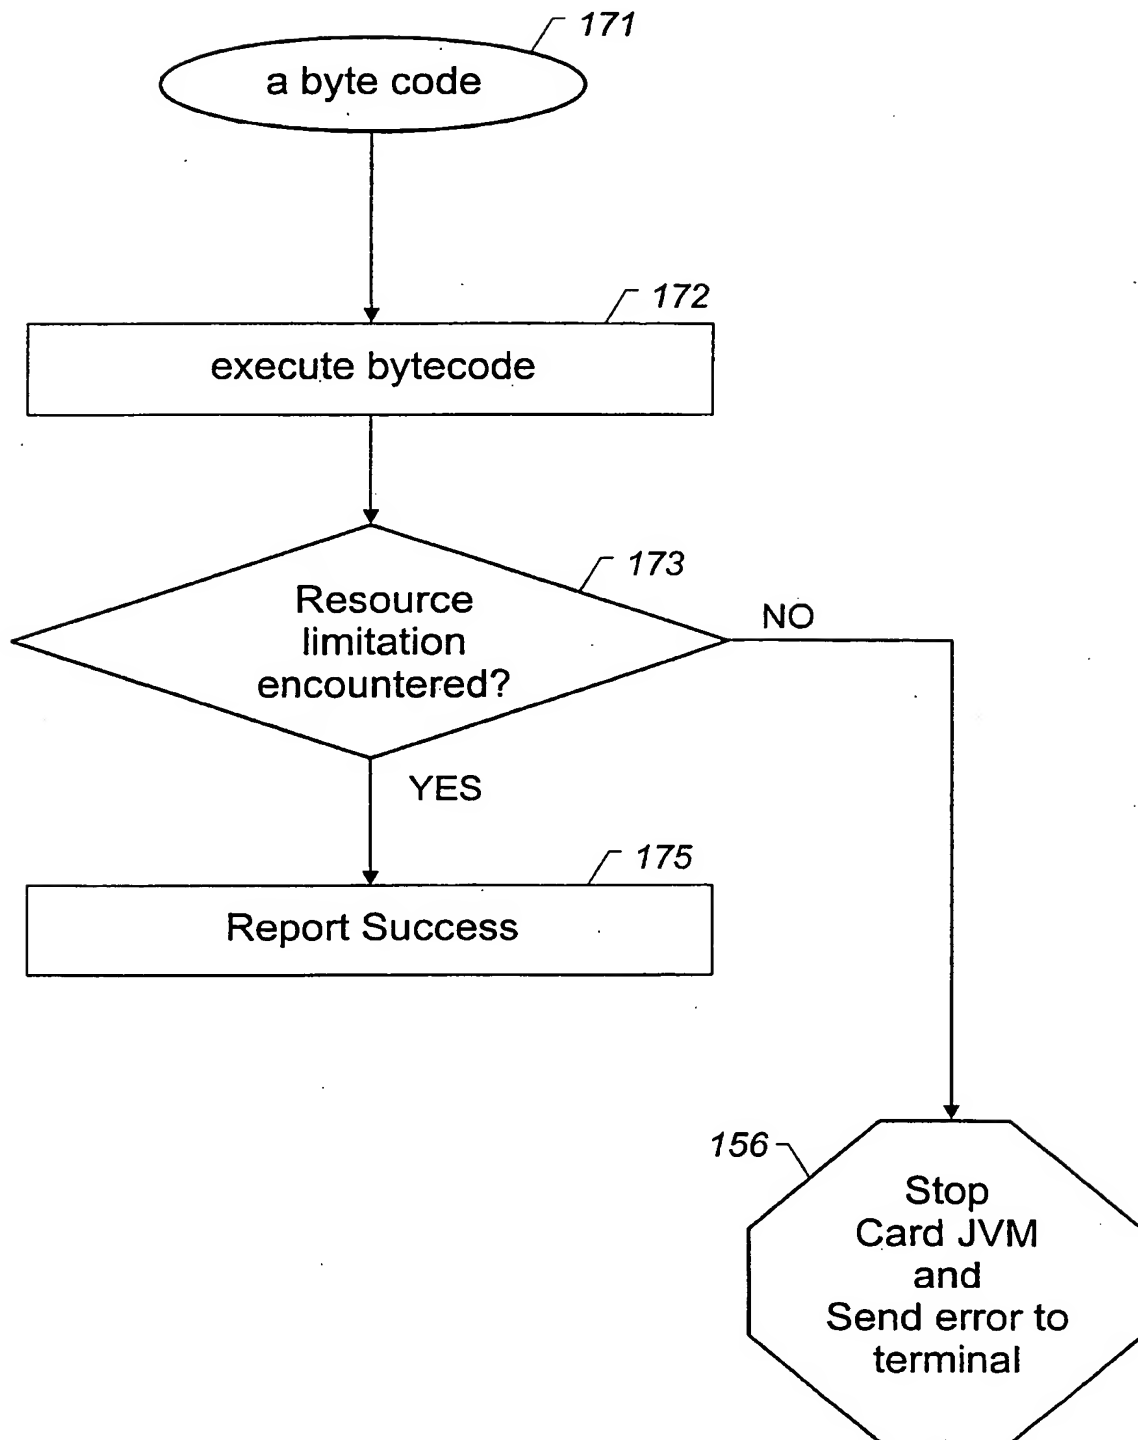 171
a byte code
172
execute bytecode
173
Resource
limitation
encountered?
NO
YES
175
Report Success
156
Stop
Card JVM
and
Send error to
terminal